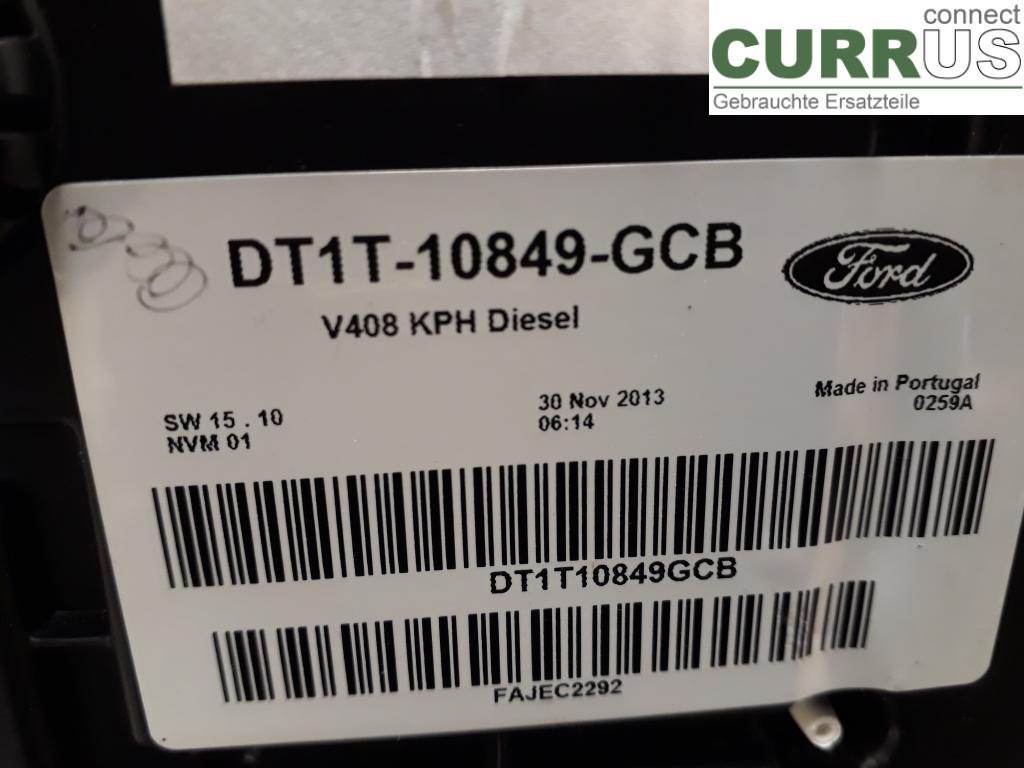 connect
CURRUS
Gebrauchte Ersatzteile
DT1T-10849-GCB
Ford
V408 KPH Diesel
SW 15 . 10
NVM 01
30 Nov 2013
06:14
Made in Portugal
0259A
DT1T10849GCB
FAJEC2292